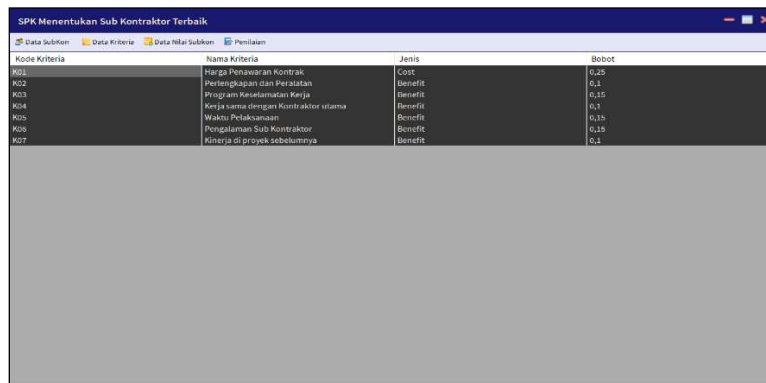 SPK Menentukan Sub Kontraktor Terbaik
Data SubKon Data Kriteria Data Nilai Subkon Penilaian
Kode Kriteria Nama Kriteria Jenis Bobot
K01 Harga Penawaran Kontrak Cost 0,25
K02 Perlengkapan dan Peralatan Benefit 0,1
K03 Program Keselamatan Kerja Benefit 0,15
K04 Kerja sama dengan Kontraktor utama Benefit 0,1
K05 Waktu Pelaksanaan Benefit 0,15
K06 Pengalaman Sub Kontraktor Benefit 0,15
K07 Kinerja di proyek sebelumnya Benefit 0,1